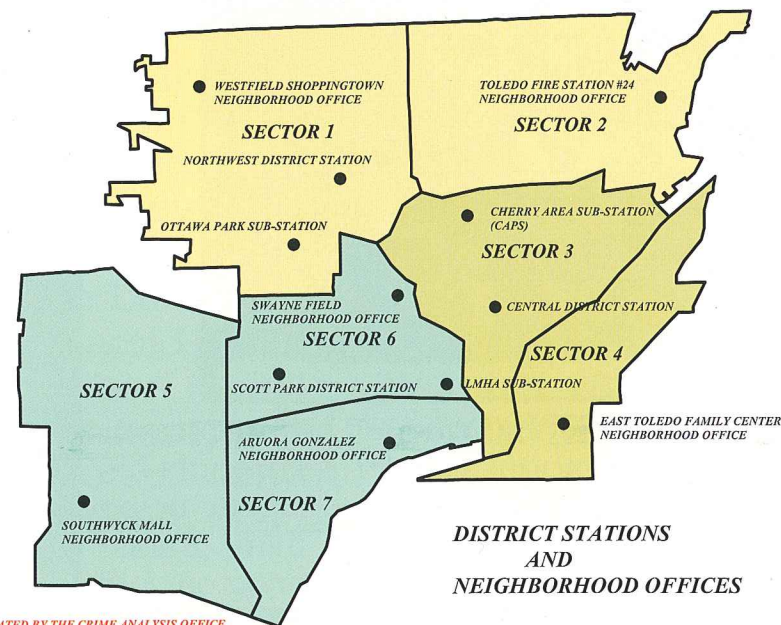 WESTFIELD SHOPPINGTOWN
NEIGHBORHOOD OFFICE
TOLEDO FIRE STATION #24
NEIGHBORHOOD OFFICE
SECTOR 1
SECTOR 2
NORTHWEST DISTRICT STATION
OTTAWA PARK SUB-STATION
CHERRY AREA SUB-STATION
(CAPS)
SECTOR 3
SWAYNE FIELD
NEIGHBORHOOD OFFICE
CENTRAL DISTRICT STATION
SECTOR 6
SECTOR 4
SECTOR 5
SCOTT PARK DISTRICT STATION
LMHA SUB-STATION
ARUORA GONZALEZ
NEIGHBORHOOD OFFICE
EAST TOLEDO FAMILY CENTER
NEIGHBORHOOD OFFICE
SECTOR 7
SOUTHWYCK MALL
NEIGHBORHOOD OFFICE
DISTRICT STATIONS
AND
NEIGHBORHOOD OFFICES
BY THE CRIME ANALYSIS OFFICE